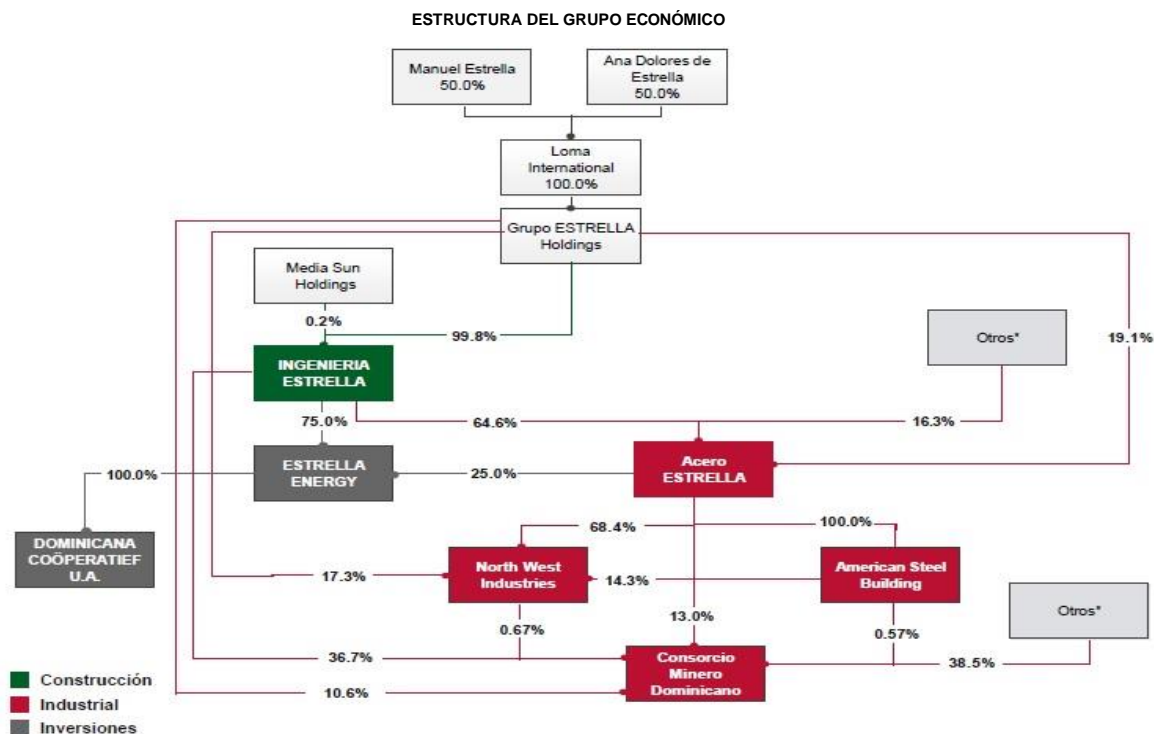 ESTRUCTURA DEL GRUPO ECONÓMICO
Manuel Estrella
50.0%
Ana Dolores de
Estrella
50.0%
Loma
International
100.0%
Grupo ESTRELLA
Holdings
Media Sun
Holdings
0.2%
99.8%
Otros*
19.1%
INGENIERIA
ESTRELLA
75.0%
64.6%
16.3%
100.0%
ESTRELLA
ENERGY
25.0%
Acero
ESTRELLA
68.4%
100.0%
DOMINICANA
COÖPERATIEF
U.A.
17.3%
North West
Industries
14.3%
American Steel
Building
13.0%
Otros*
0.67%
0.57%
36.7%
Consorcio
Minero
Dominicano
38.5%
10.6%
Construcción
Industrial
Inversiones